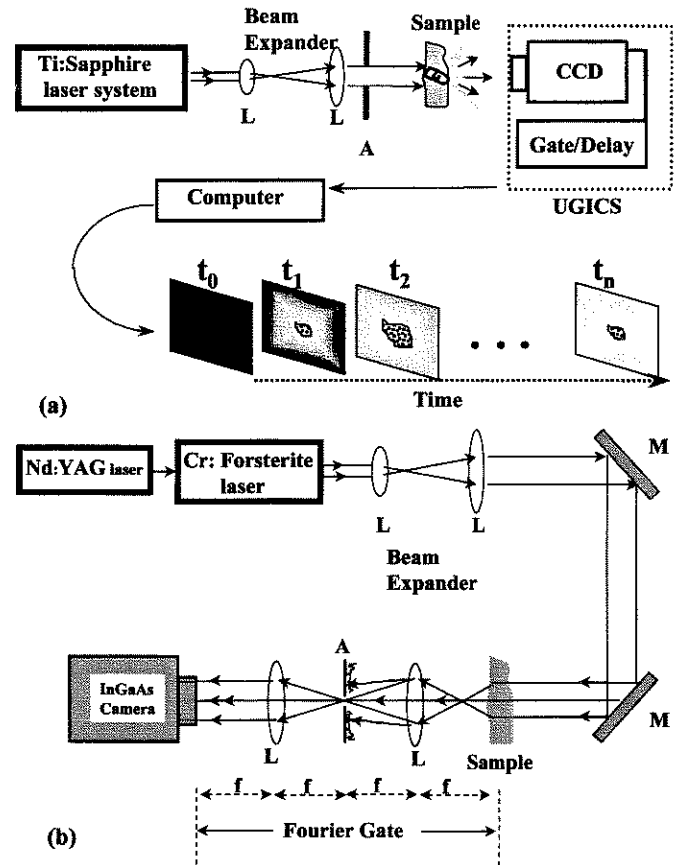 Beam
Expander
Sample
Ti:Sapphire
laser system
L
L
A
CCD
Gate/Delay
UGICS
Computer
t0
t1
t2
tn
Time
(a)
Nd:YAG laser
Cr: Forsterite
laser
L
L
M
Beam
Expander
InGaAs
Camera
A
L
L
Sample
M
f
f
f
f
Fourier Gate
(b)